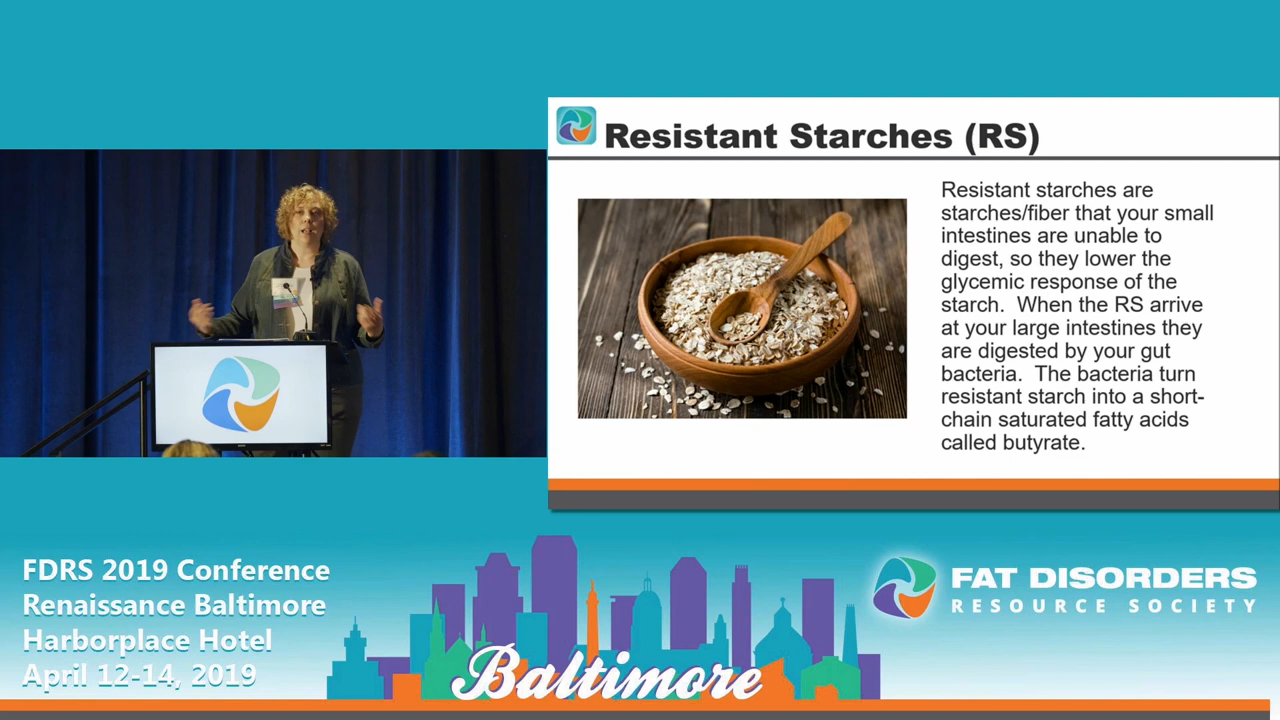 Resistant Starches (RS)
Resistant starches are
starches/fiber that your small
intestines are unable to
digest, so they lower the
glycemic response of the
starch.  When the RS arrive
at your large intestines they
are digested by your gut
bacteria.  The bacteria turn
resistant starch into a short-
chain saturated fatty acids
called butyrate.
FDRS 2019 Conference
Renaissance Baltimore
Harborplace Hotel
April 12-14, 2019
Baltimore
FAT DISORDERS
RESOURCE SOCIETY